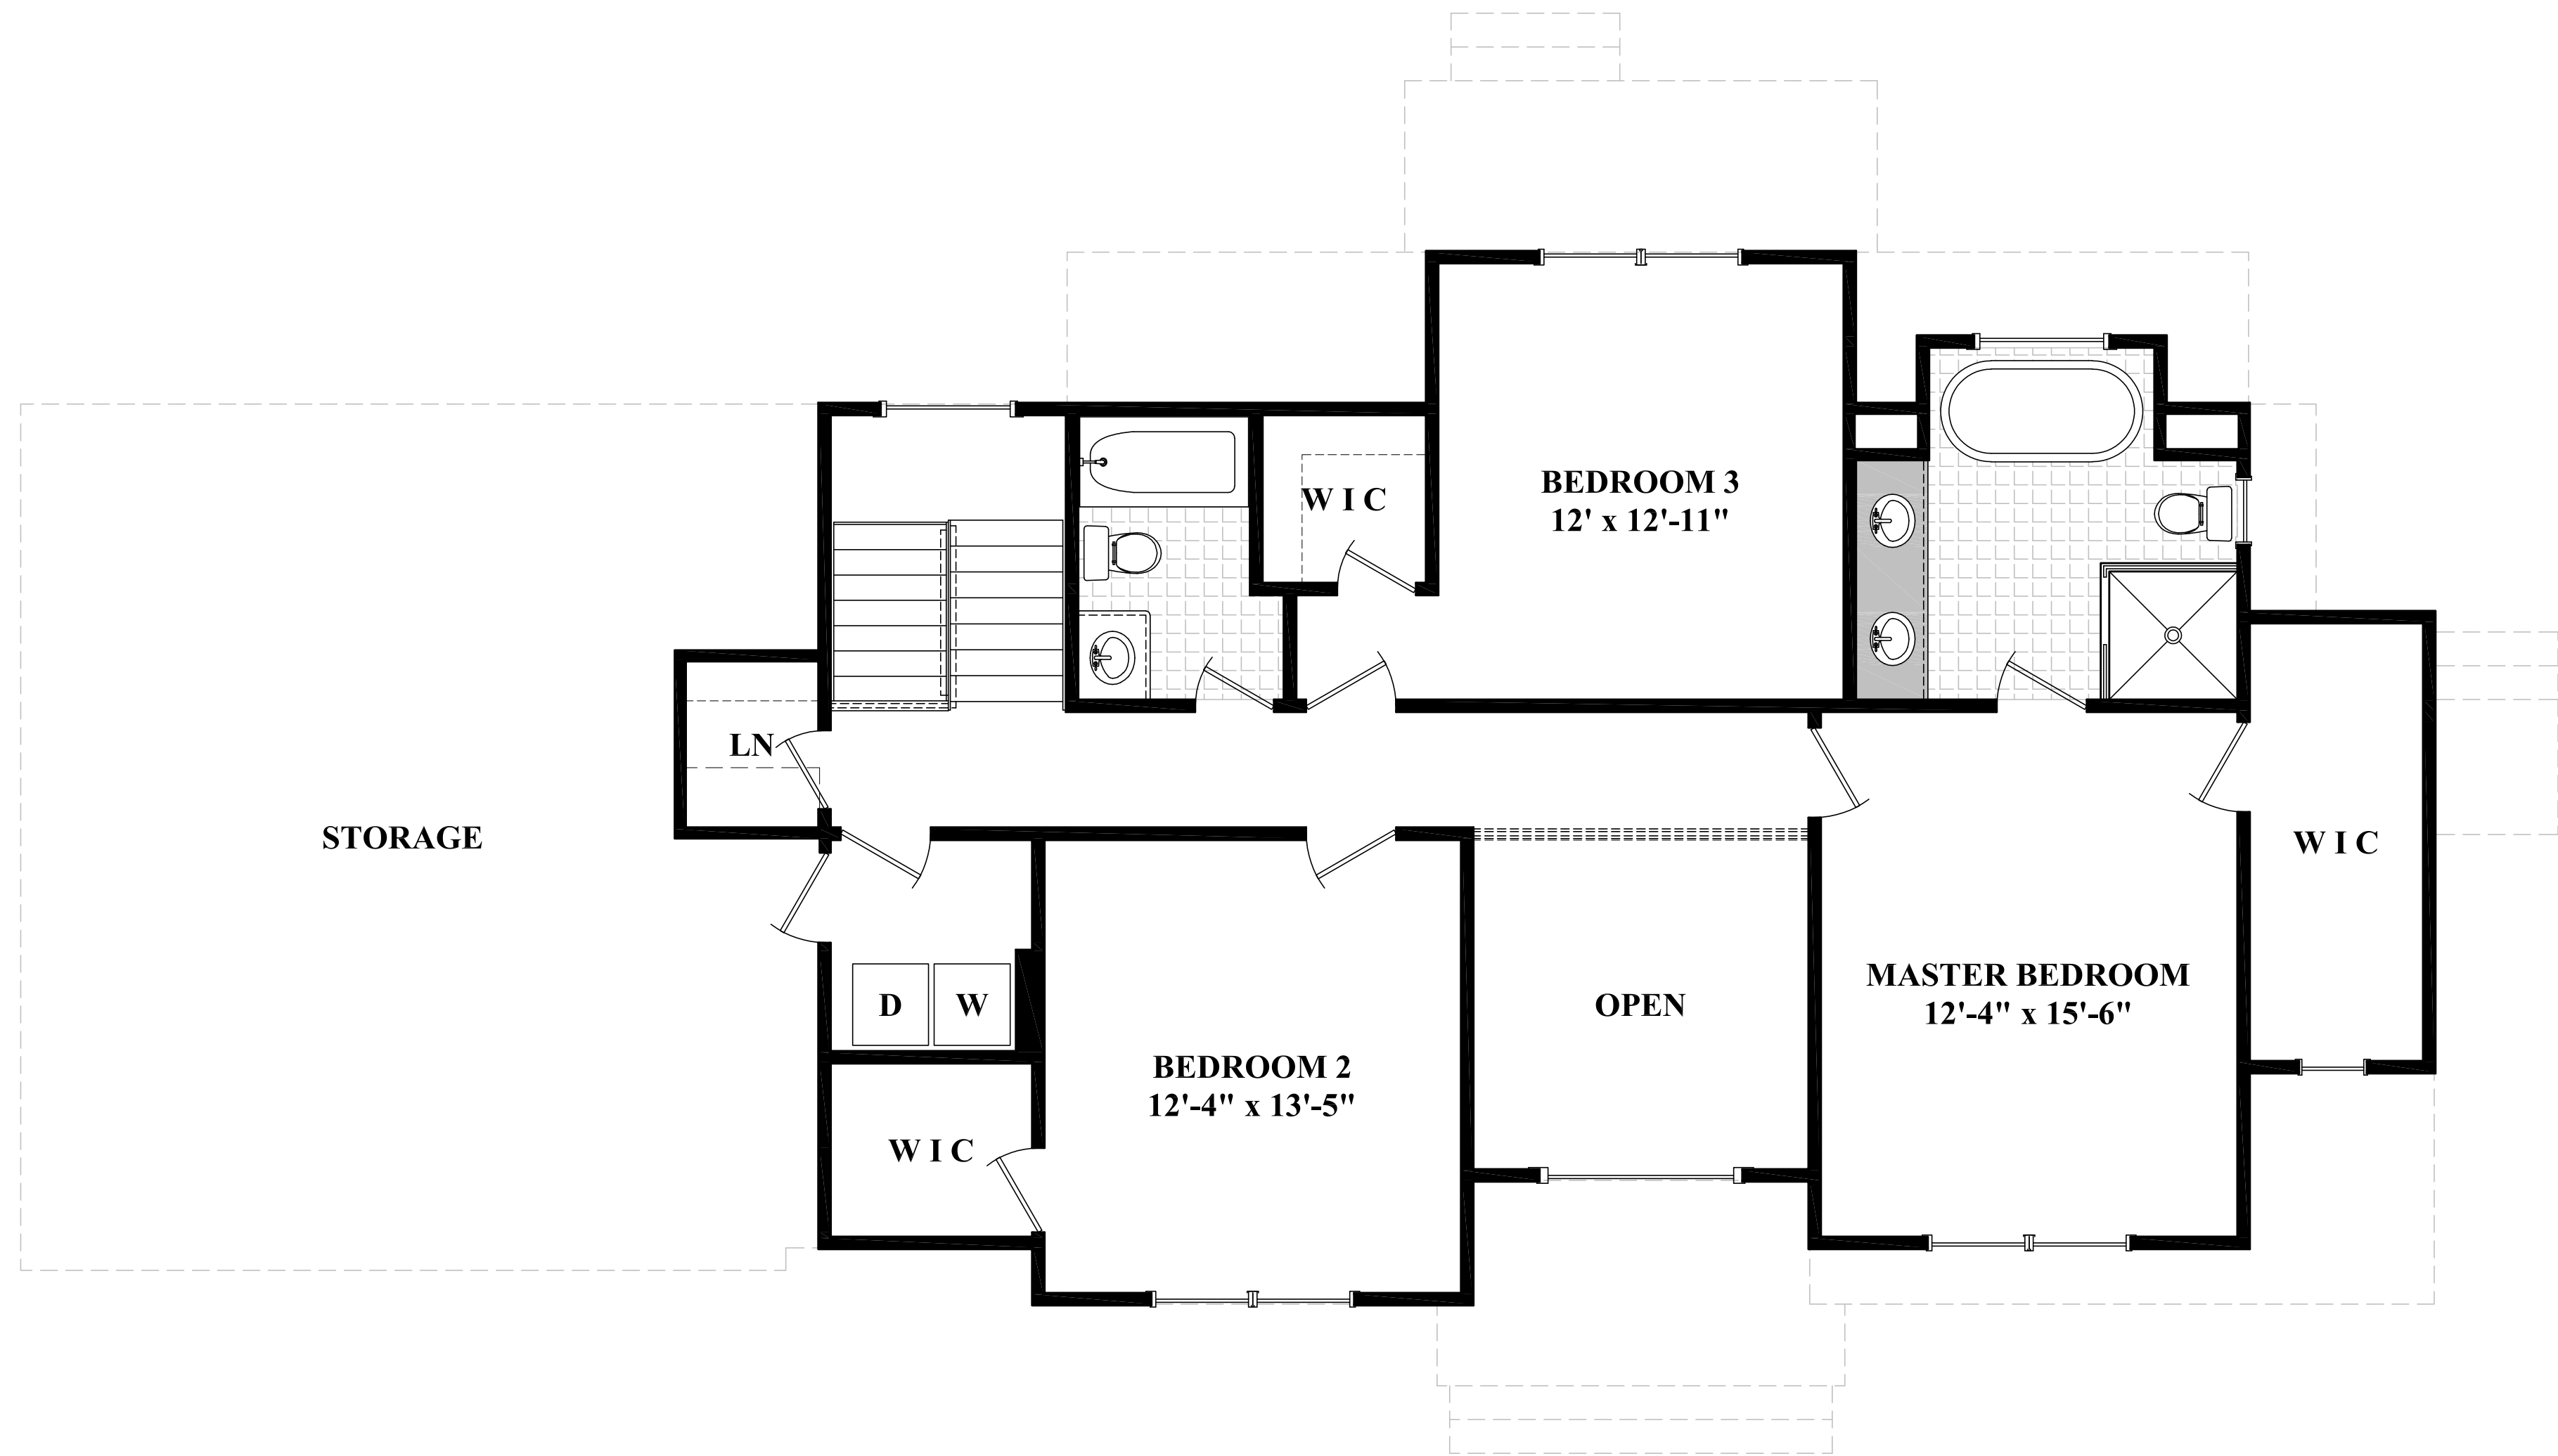 BEDROOM 3
12' x 12'-11"
W I C
LN
STORAGE
W I C
MASTER BEDROOM
12'-4" x 15'-6"
D
W
OPEN
BEDROOM 2
12'-4" x 13'-5"
W I C